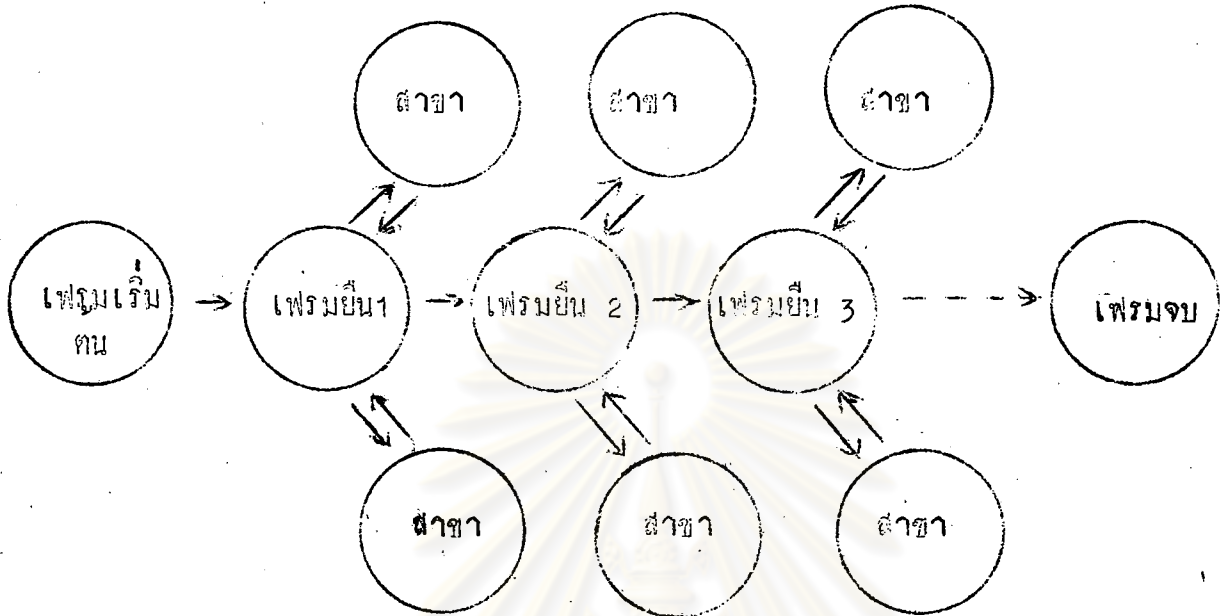 สาขา สาขา สาขา
เฟรมเริ่ม
ตน
เฟรมยืน1 เฟรมยืน 2 เฟรมยืน 3 เฟรมจบ
สาขา สาขา สาขา